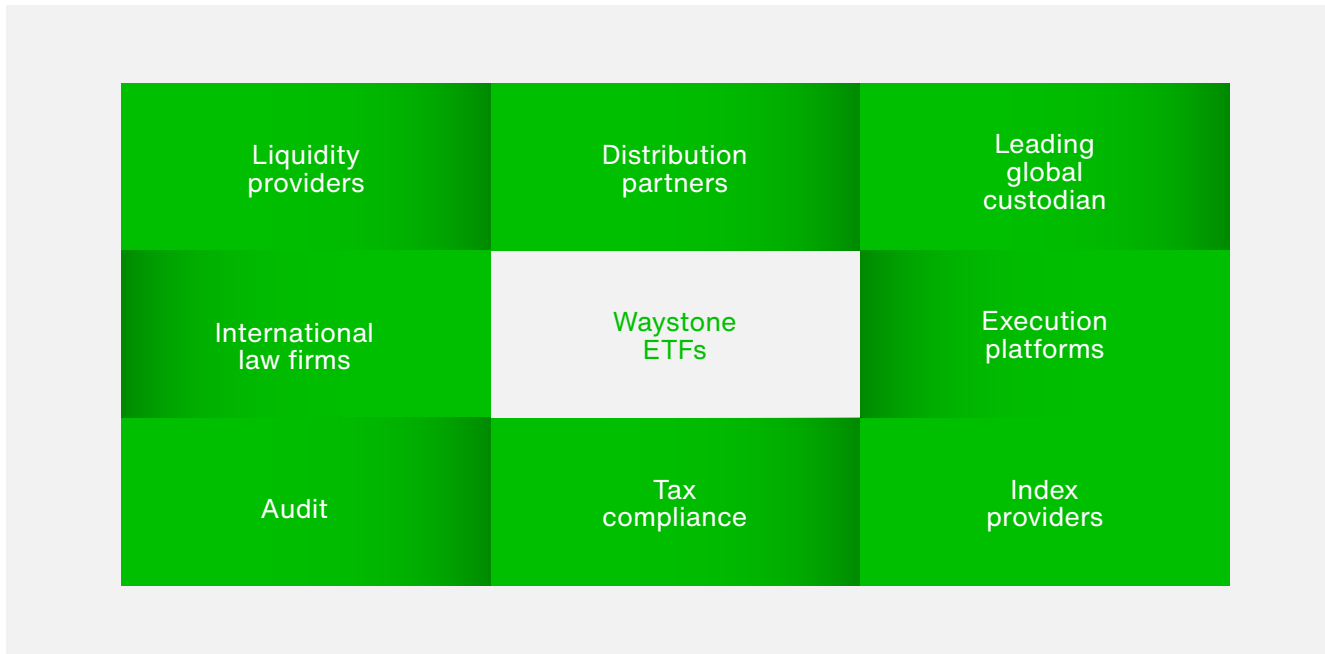 Liquidity
providers
Distribution
partners
Leading
global
custodian
International
law firms
Waystone
ETFs
Execution
platforms
Audit
Tax
compliance
Index
providers